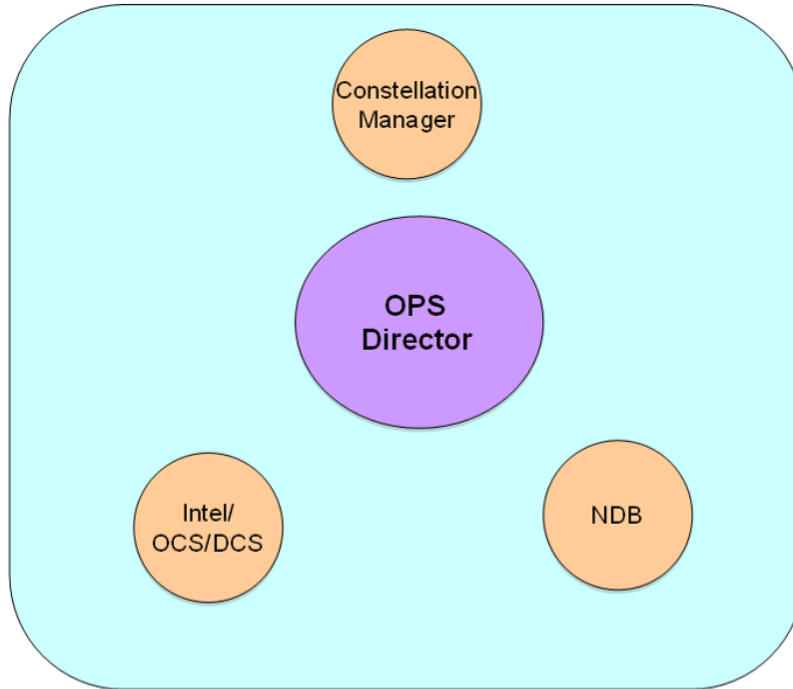 Constellation
Manager
OPS
Director
Intel/
OCS/DCS
NDB